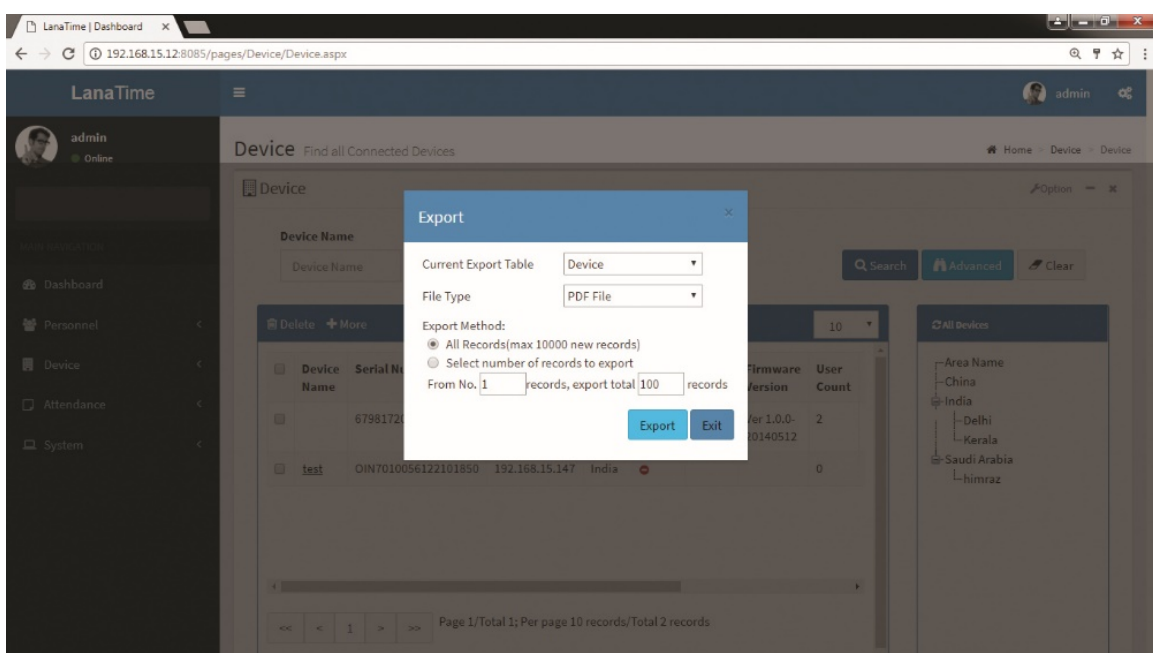 LanaTime | Dashboard
192.168.15.12:8085/pages/Device/Device.aspx
LanaTime
admin
admin
Online
Device Find all Connected Devices
Home > Device > Device
Device
Option
MAIN NAVIGATION
Dashboard
Personnel
Device
Attendance
System
Device Name
Device Name
Search
Advanced
Clear
Delete
More
10
All Devices
Device Name
Serial
Firmware Version
User Count
Ver 1.0.0-20140512
2
test
OIN7010056122101850
192.168.15.147
India
0
Area Name
China
India
Delhi
Kerala
Saudi Arabia
himraz
Export
Current Export Table
Device
File Type
PDF File
Export Method:
All Records(max 10000 new records)
Select number of records to export
From No. 1 records, export total 100 records
Export
Exit
<< < 1 > >>
Page 1/Total 1; Per page 10 records/Total 2 records